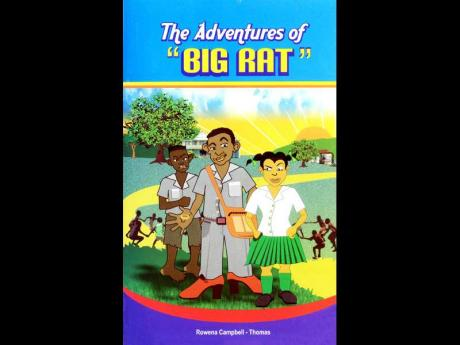 The Adventures of
"BIG RAT"
Rowena Campbell - Thomas